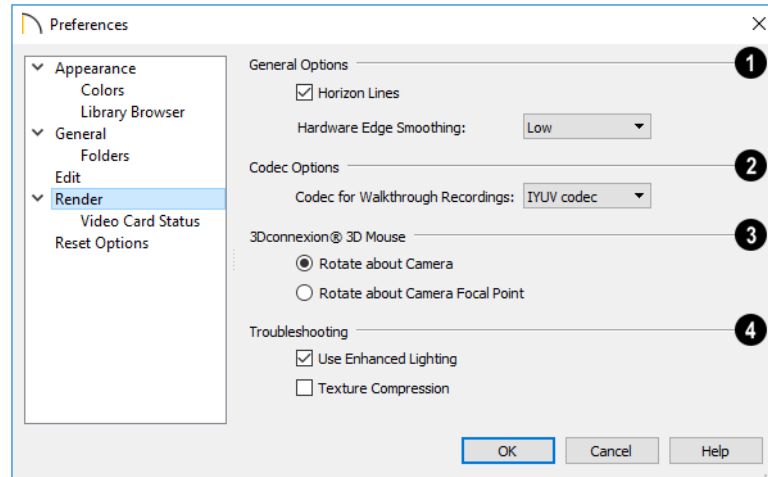 Preferences
Appearance
Colors
Library Browser
General
Folders
Edit
Render
Video Card Status
Reset Options
General Options
1
Horizon Lines
Hardware Edge Smoothing: Low
Codec Options
2
Codec for Walkthrough Recordings: IYUV codec
3Dconnexion® 3D Mouse
3
Rotate about Camera
Rotate about Camera Focal Point
Troubleshooting
4
Use Enhanced Lighting
Texture Compression
OK Cancel Help